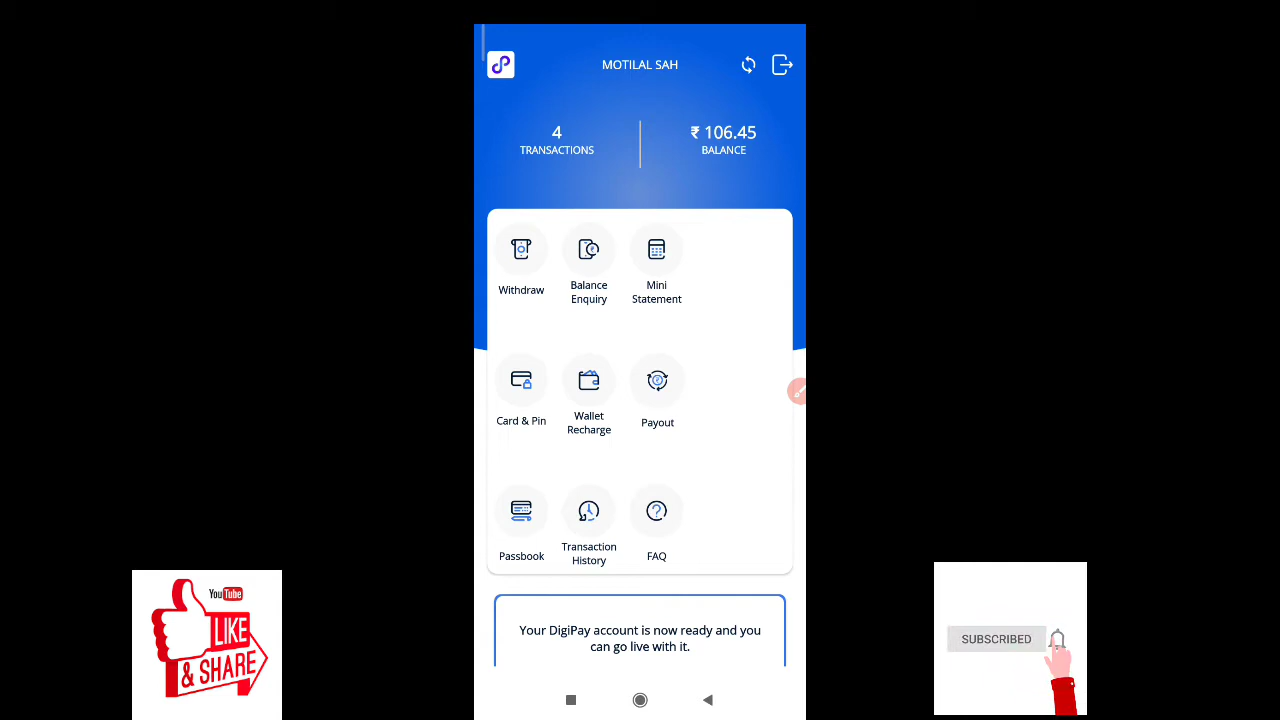 MOTILAL SAH
4
TRANSACTIONS
₹ 106.45
BALANCE
Withdraw
Balance
Enquiry
Mini
Statement
Card & Pin
Wallet
Recharge
Payout
Passbook
Transaction
History
FAQ
Your DigiPay account is now ready and you
can go live with it.
YouTube
LIKE
& SHARE
SUBSCRIBED